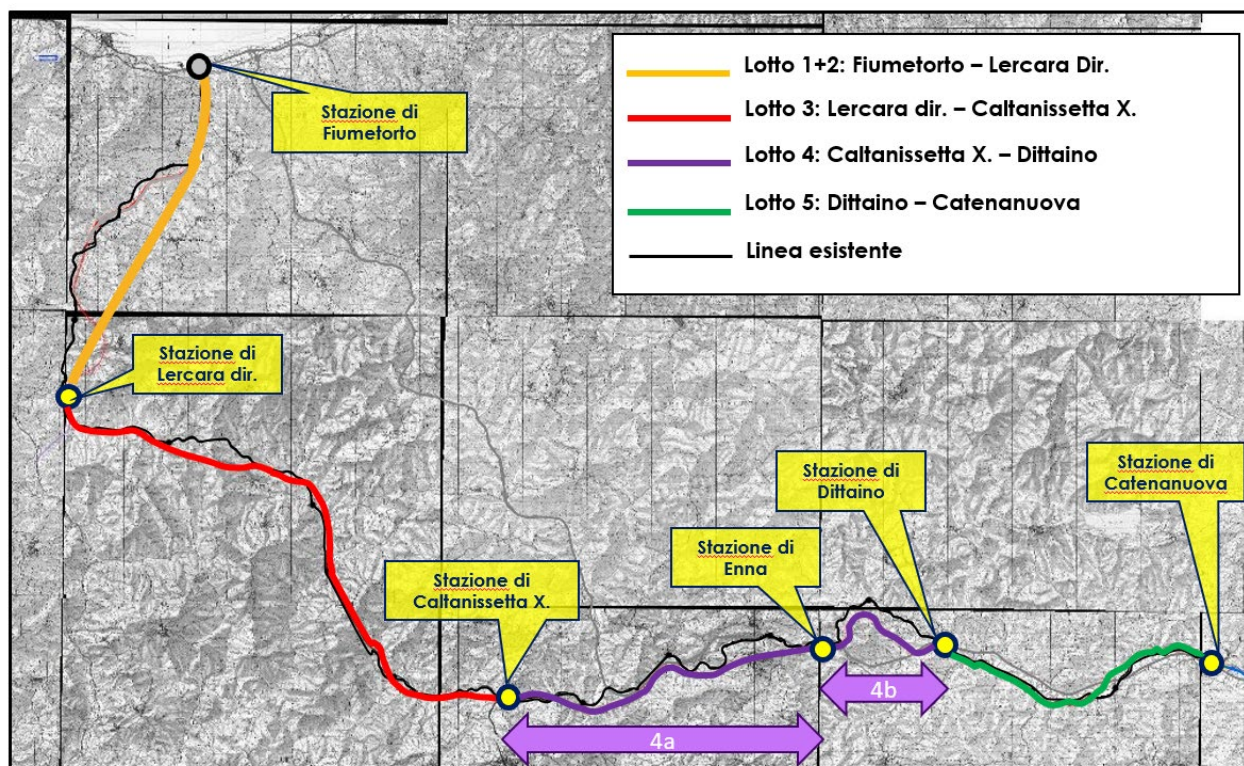 Lotto 1+2: Fiumetorto – Lercara Dir.
Lotto 3: Lercara dir. – Caltanissetta X.
Lotto 4: Caltanissetta X. – Dittaino
Lotto 5: Dittaino – Catenanuova
Linea esistente
Stazione di
Fiumetorto
Stazione di
Lercara dir.
Stazione di
Caltanissetta X.
Stazione di
Enna
Stazione di
Dittaino
Stazione di
Catenanuova
4a
4b